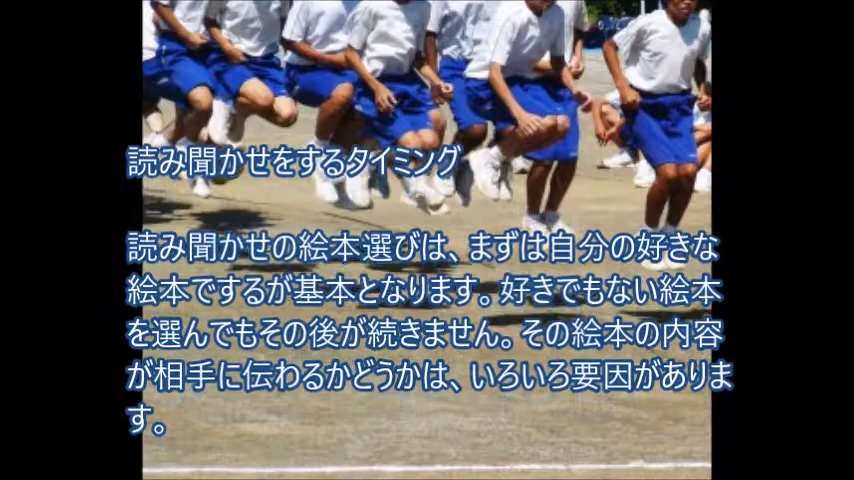 読み聞かせをするタイミング
読み聞かせの絵本選びは、まずは自分の好きな
絵本でするが基本となります。好きでもない絵本
を選んでもその後が続きません。その絵本の内容
が相手に伝わるかどうかは、いろいろ要因がありま
す。